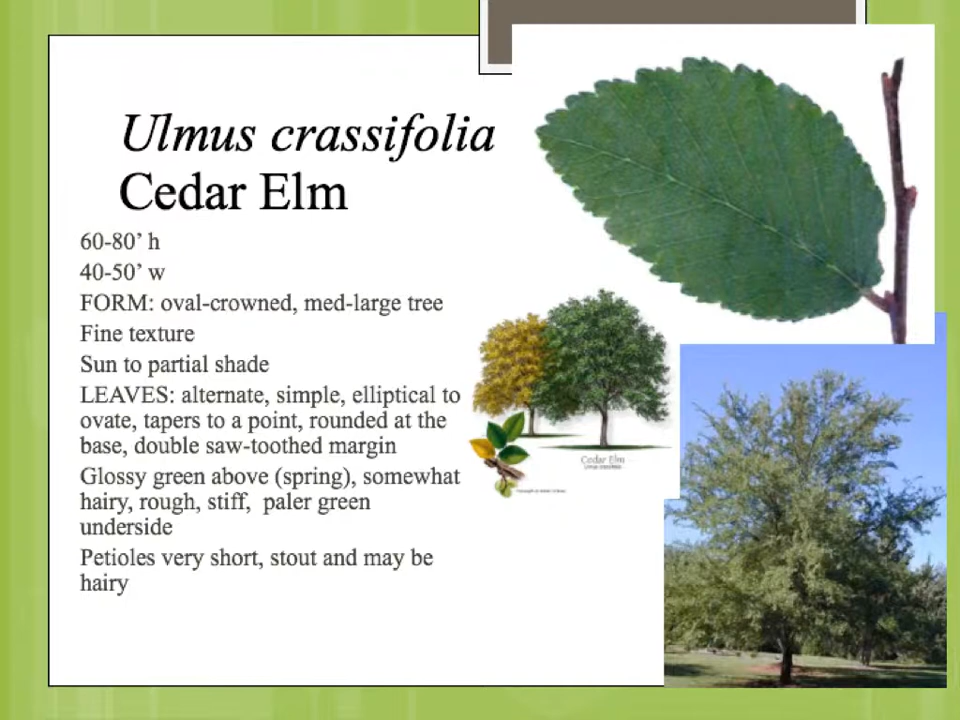 Ulmus crassifolia
Cedar Elm
60-80’ h
40-50’ w
FORM: oval-crowned, med-large tree
Fine texture
Sun to partial shade
LEAVES: alternate, simple, elliptical to
ovate, tapers to a point, rounded at the
base, double saw-toothed margin
Glossy green above (spring), somewhat
hairy, rough, stiff,  paler green
underside
Petioles very short, stout and may be
hairy
Cedar Elm